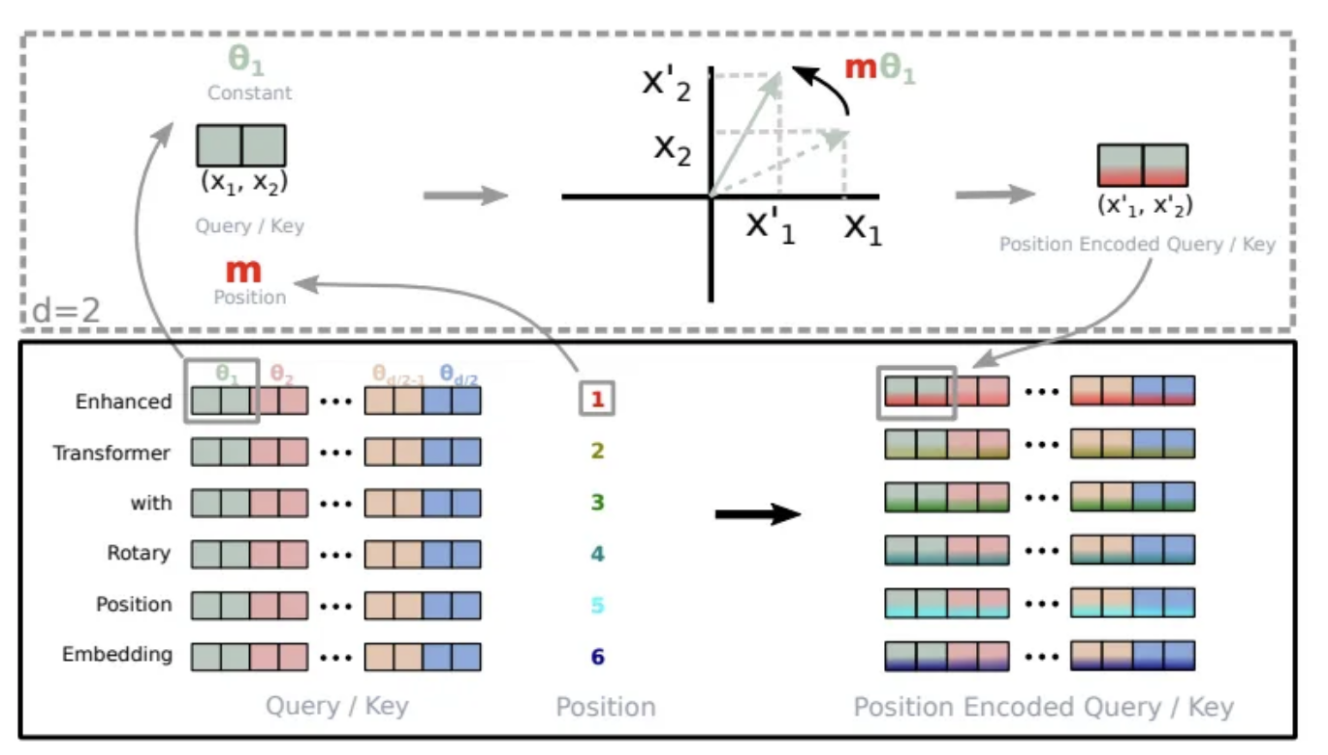 θ₁
Constant
(x₁, x₂)
Query / Key
m
Position
d=2
x'₂
x₂
x'₁
x₁
mθ₁
(x'₁, x'₂)
Position Encoded Query / Key
θ₁ θ₂ θd/2-1 θd/2
Enhanced ••• 1 •••
Transformer ••• 2 •••
with ••• 3 •••
Rotary ••• 4 •••
Position ••• 5 •••
Embedding ••• 6 •••
Query / Key Position Position Encoded Query / Key